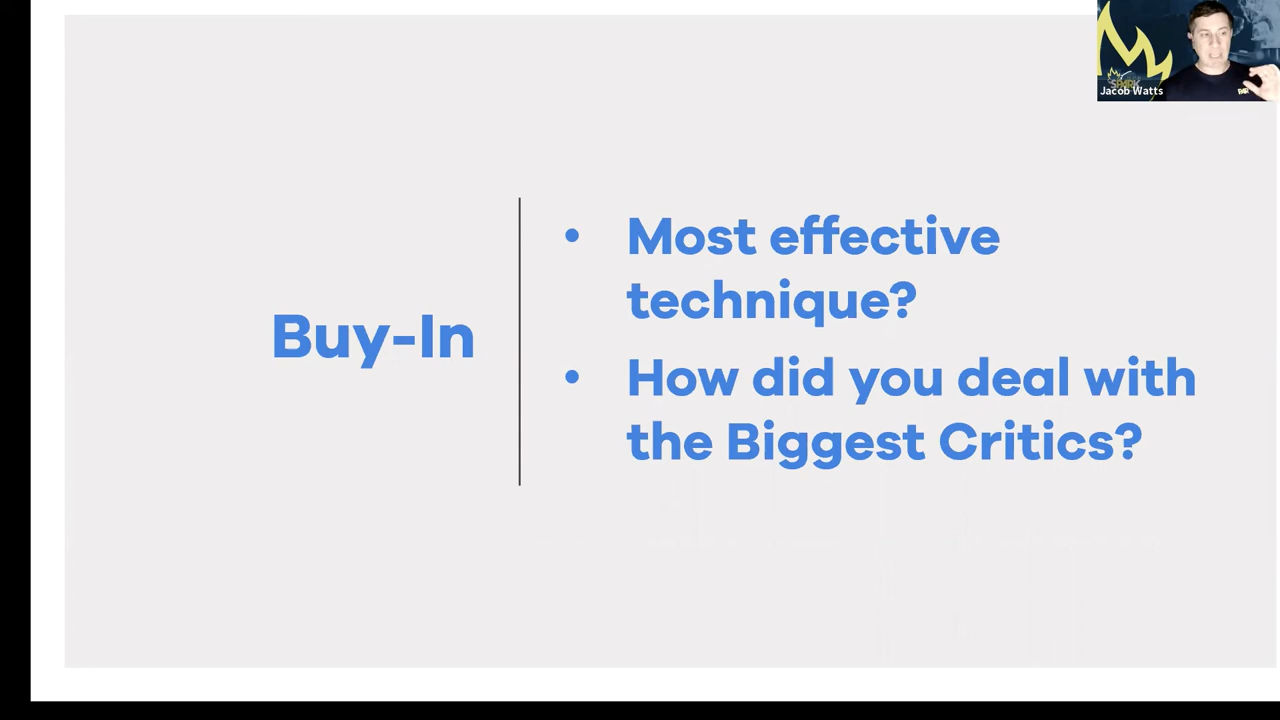 Jacob Watts
Buy-In
• Most effective
technique?
• How did you deal with
the Biggest Critics?